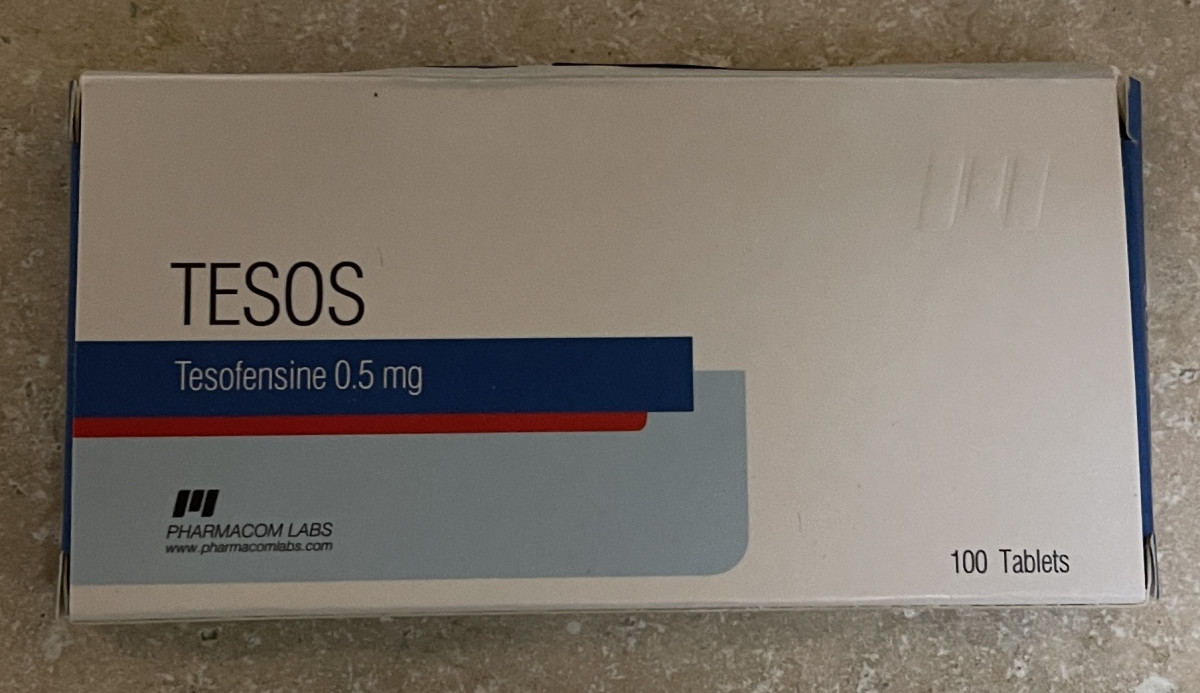 TESOS
Tesofensine 0.5 mg
PHARMACOM LABS
www.pharmacomlabs.com
100 Tablets